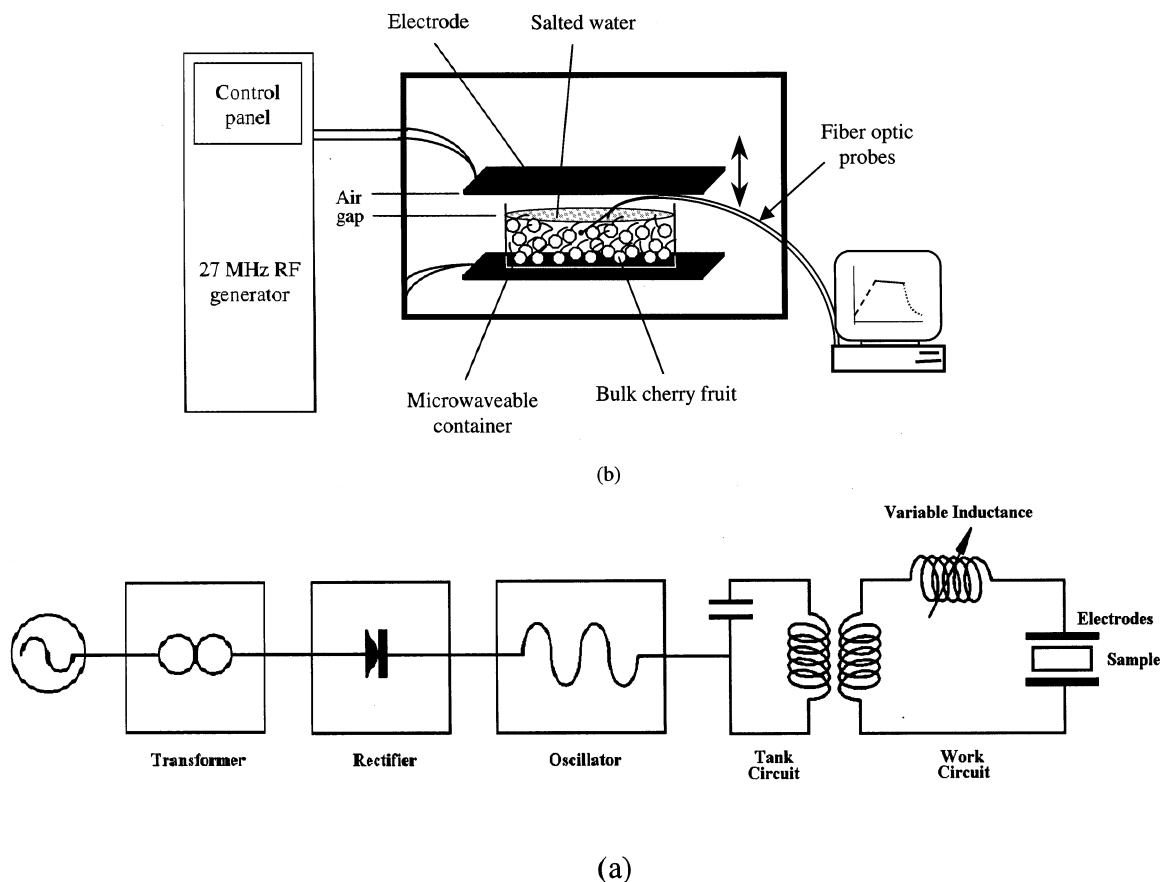 Electrode
Salted water
Control
panel
Fiber optic
probes
Air
gap
27 MHz RF
generator
Microwaveable
container
Bulk cherry fruit
(b)
Variable Inductance
Electrodes
Sample
Transformer
Rectifier
Oscillator
Tank
Circuit
Work
Circuit
(a)